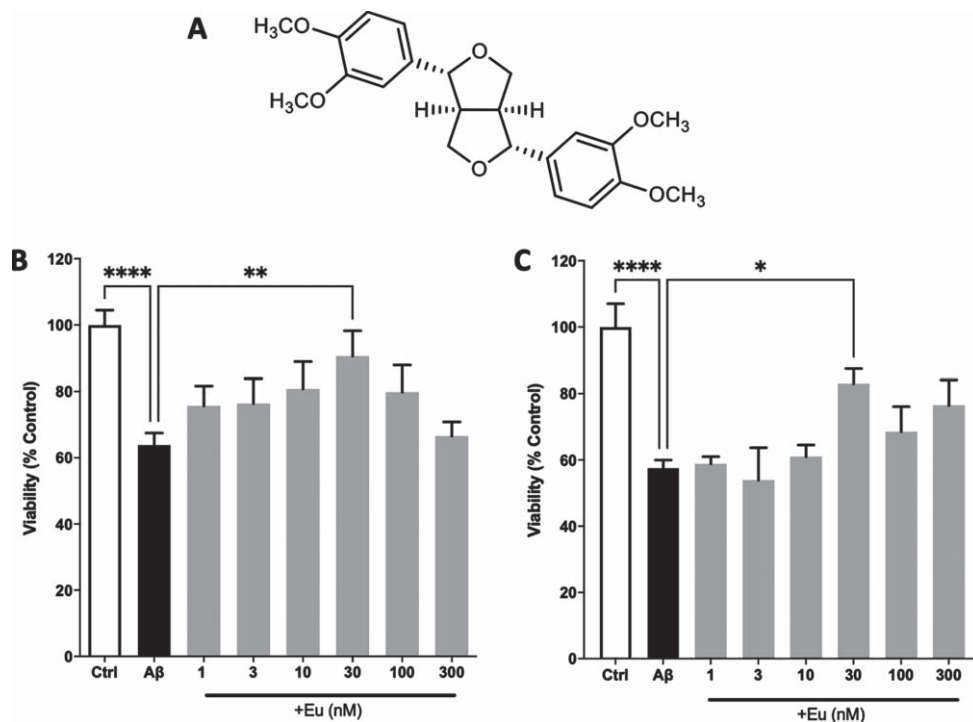 A
H₃CO
O
H₃CO
H
H
OCH₃
O
OCH₃
B
Viability (% Control)
120
100
80
60
40
20
0
****
**
Ctrl
Aβ
1
3
10
30
100
300
+Eu (nM)
C
Viability (% Control)
120
100
80
60
40
20
0
****
*
Ctrl
Aβ
1
3
10
30
100
300
+Eu (nM)